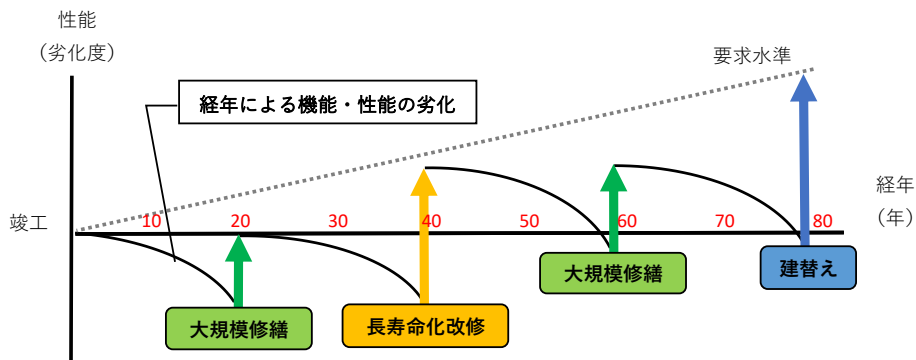 性能
（劣化度）
要求水準
経年による機能・性能の劣化
竣工
10 20 30 40 50 60 70 80
経年
（年）
大規模修繕
長寿命化改修
大規模修繕
建替え